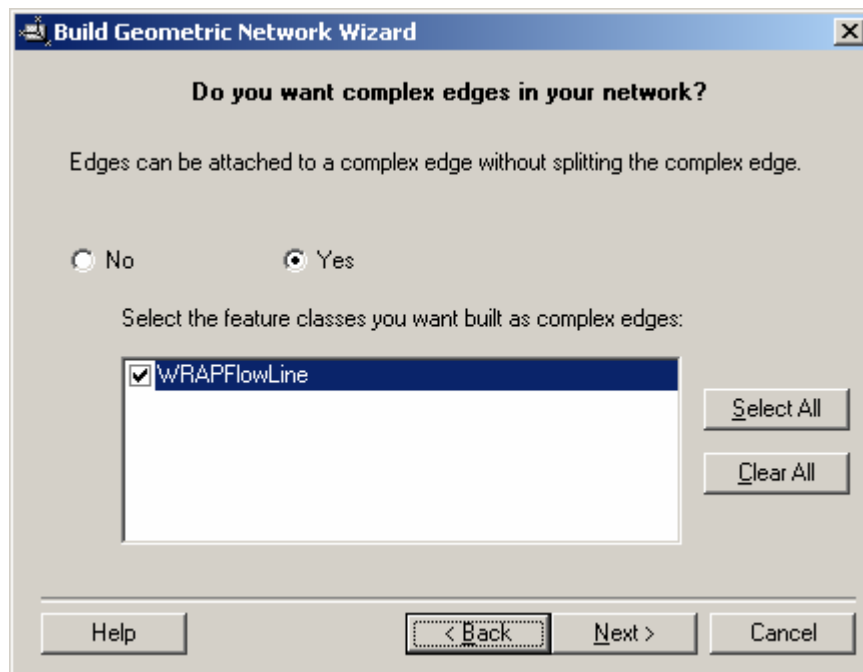 Build Geometric Network Wizard
Do you want complex edges in your network?
Edges can be attached to a complex edge without splitting the complex edge.
No Yes
Select the feature classes you want built as complex edges:
WRAPFlowLine
Select All
Clear All
Help < Back Next > Cancel